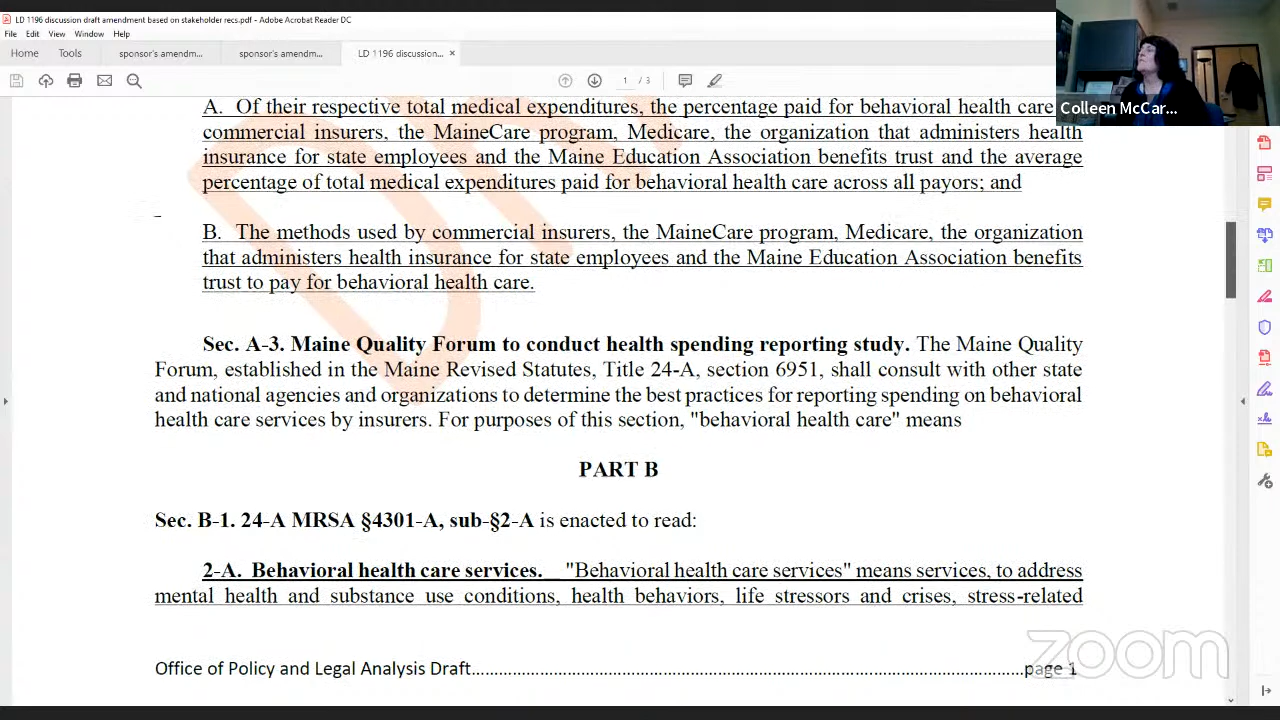 LD 1196 discussion draft amendment based on stakeholder recs.pdf - Adobe Acrobat Reader DC
File Edit View Window Help
Home Tools sponsor's amendm... sponsor's amendm... LD 1196 discussion... ×
1 / 3
Colleen McCar...
A. Of their respective total medical expenditures, the percentage paid for behavioral health care
commercial insurers, the MaineCare program, Medicare, the organization that administers health
insurance for state employees and the Maine Education Association benefits trust and the average
percentage of total medical expenditures paid for behavioral health care across all payors; and
B. The methods used by commercial insurers, the MaineCare program, Medicare, the organization
that administers health insurance for state employees and the Maine Education Association benefits
trust to pay for behavioral health care.
Sec. A-3. Maine Quality Forum to conduct health spending reporting study. The Maine Quality
Forum, established in the Maine Revised Statutes, Title 24-A, section 6951, shall consult with other state
and national agencies and organizations to determine the best practices for reporting spending on behavioral
health care services by insurers. For purposes of this section, "behavioral health care" means
PART B
Sec. B-1. 24-A MRSA §4301-A, sub-§2-A is enacted to read:
2-A. Behavioral health care services. "Behavioral health care services" means services, to address
mental health and substance use conditions, health behaviors, life stressors and crises, stress-related
Office of Policy and Legal Analysis Draft....................................................................................................page 1
zoom